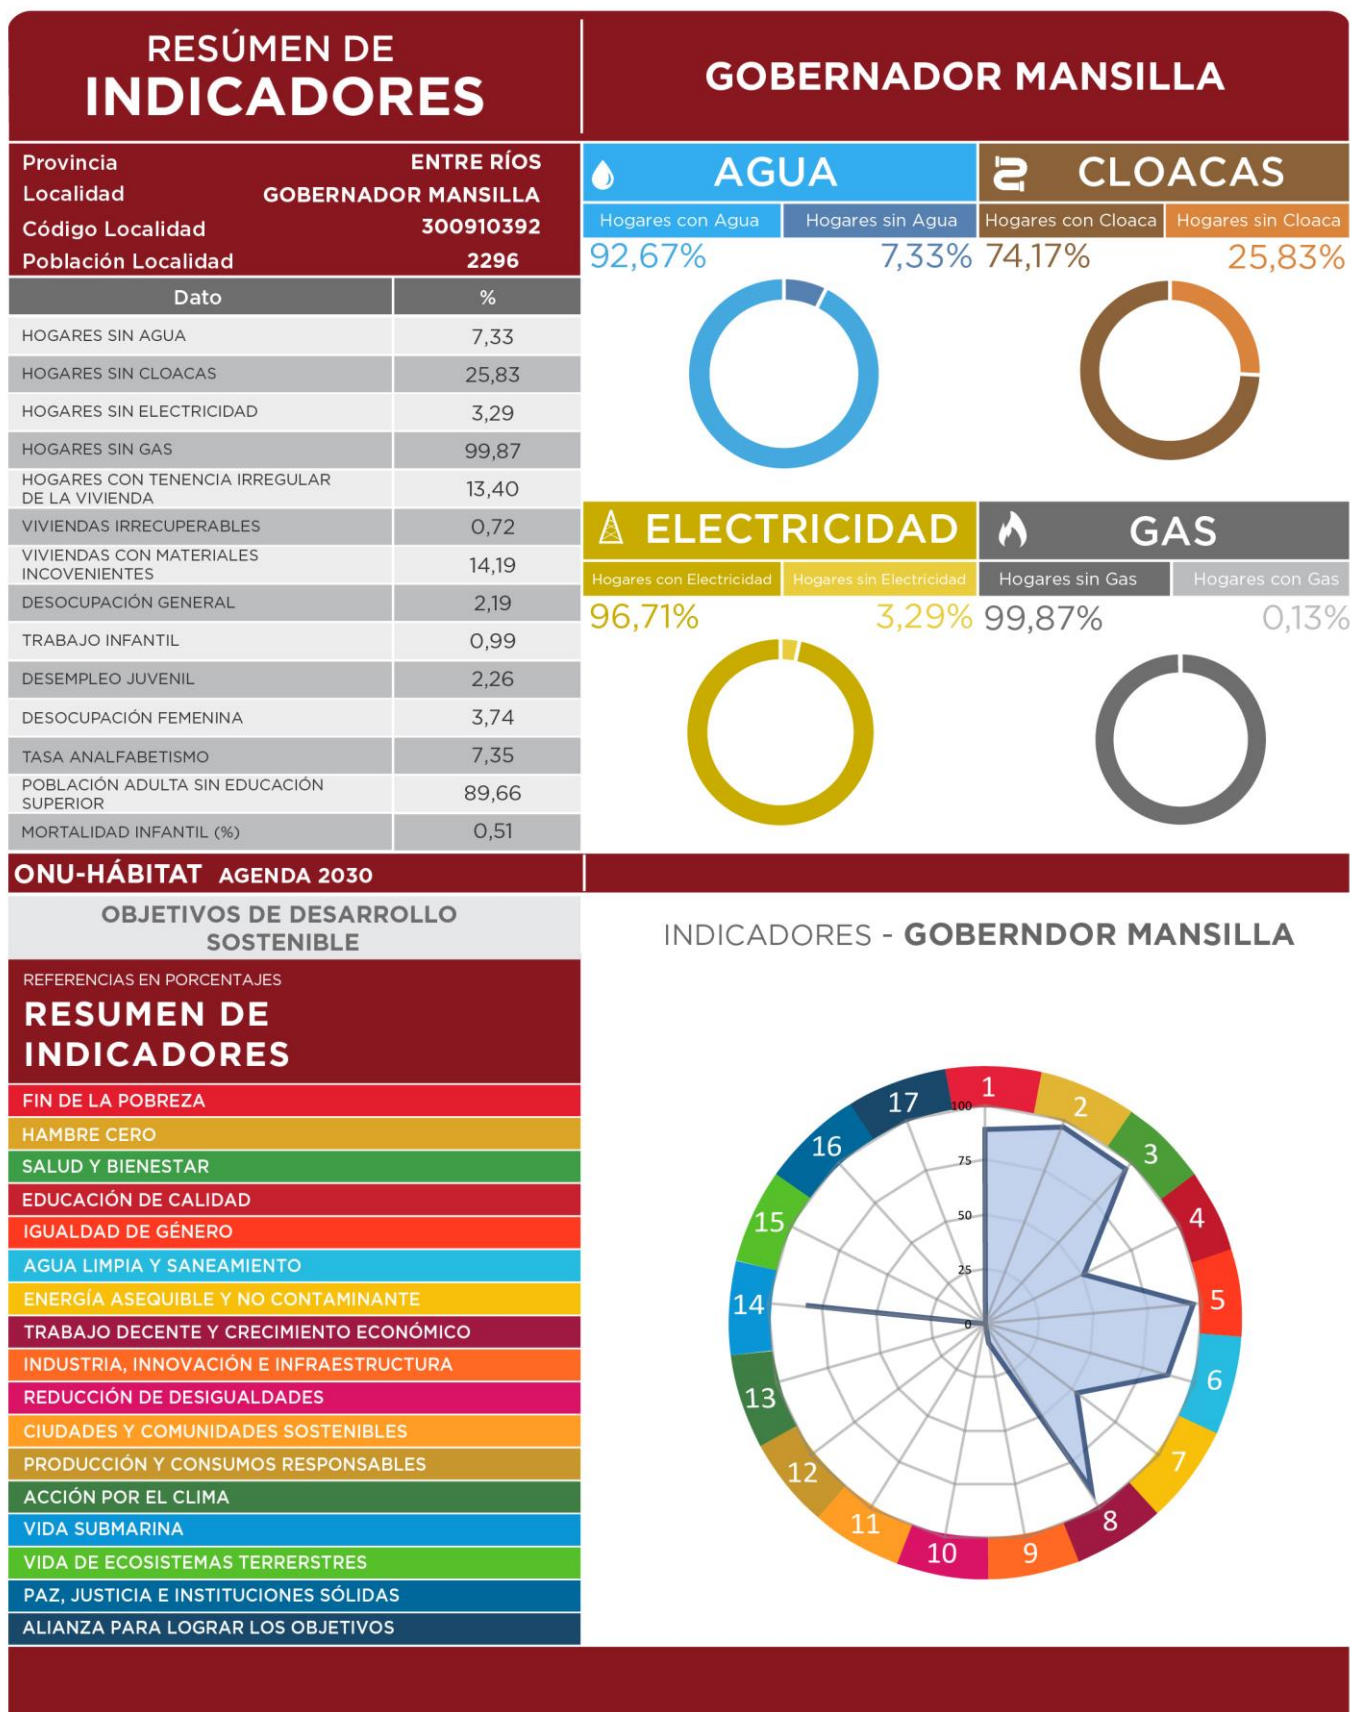 RESÚMEN DE
INDICADORES
GOBERNADOR MANSILLA
Provincia ENTRE RÍOS
Localidad GOBERNADOR MANSILLA
Código Localidad 300910392
Población Localidad 2296
Dato %
HOGARES SIN AGUA 7,33
HOGARES SIN CLOACAS 25,83
HOGARES SIN ELECTRICIDAD 3,29
HOGARES SIN GAS 99,87
HOGARES CON TENENCIA IRREGULAR
DE LA VIVIENDA 13,40
VIVIENDAS IRRECUPERABLES 0,72
VIVIENDAS CON MATERIALES
INCOVENIENTES 14,19
DESOCUPACIÓN GENERAL 2,19
TRABAJO INFANTIL 0,99
DESEMPLEO JUVENIL 2,26
DESOCUPACIÓN FEMENINA 3,74
TASA ANALFABETISMO 7,35
POBLACIÓN ADULTA SIN EDUCACIÓN
SUPERIOR 89,66
MORTALIDAD INFANTIL (%) 0,51
AGUA
Hogares con Agua Hogares sin Agua
92,67% 7,33%
CLOACAS
Hogares con Cloaca Hogares sin Cloaca
74,17% 25,83%
ELECTRICIDAD
Hogares con Electricidad Hogares sin Electricidad
96,71% 3,29%
GAS
Hogares sin Gas Hogares con Gas
99,87% 0,13%
ONU-HÁBITAT AGENDA 2030
OBJETIVOS DE DESARROLLO
SOSTENIBLE
REFERENCIAS EN PORCENTAJES
RESUMEN DE
INDICADORES
FIN DE LA POBREZA
HAMBRE CERO
SALUD Y BIENESTAR
EDUCACIÓN DE CALIDAD
IGUALDAD DE GÉNERO
AGUA LIMPIA Y SANEAMIENTO
ENERGÍA ASEQUIBLE Y NO CONTAMINANTE
TRABAJO DECENTE Y CRECIMIENTO ECONÓMICO
INDUSTRIA, INNOVACIÓN E INFRAESTRUCTURA
REDUCCIÓN DE DESIGUALDADES
CIUDADES Y COMUNIDADES SOSTENIBLES
PRODUCCIÓN Y CONSUMOS RESPONSABLES
ACCIÓN POR EL CLIMA
VIDA SUBMARINA
VIDA DE ECOSISTEMAS TERRERSTRES
PAZ, JUSTICIA E INSTITUCIONES SÓLIDAS
ALIANZA PARA LOGRAR LOS OBJETIVOS
INDICADORES - GOBERNDOR MANSILLA
1
2
3
4
5
6
7
8
9
10
11
12
13
14
15
16
17
100
75
50
25
0